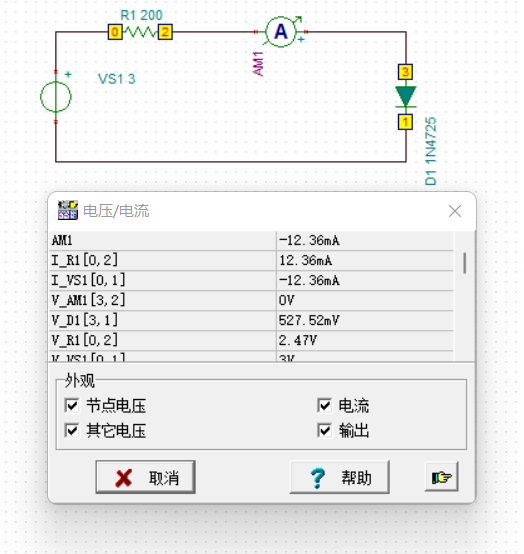 R1 200
0
2
A
+
AM1
+
VS1 3
3
1
D1 1N4725
电压/电流
AM1 -12.36mA
I_R1[0,2] 12.36mA
I_VS1[0,1] -12.36mA
V_AM1[3,2] 0V
V_D1[3,1] 527.52mV
V_R1[0,2] 2.47V
V_VS1[0,1] 3V
外观
节点电压 电流
其它电压 输出
取消 ? 帮助